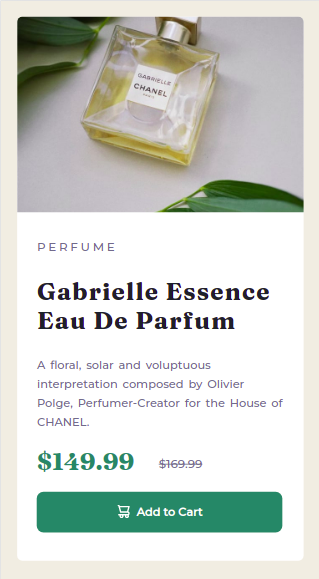 GABRIELLE
CHANEL
PARIS
PERFUME
Gabrielle Essence
Eau De Parfum
A floral, solar and voluptuous
interpretation composed by Olivier
Polge, Perfumer-Creator for the House of
CHANEL.
$149.99 $169.99
Add to Cart